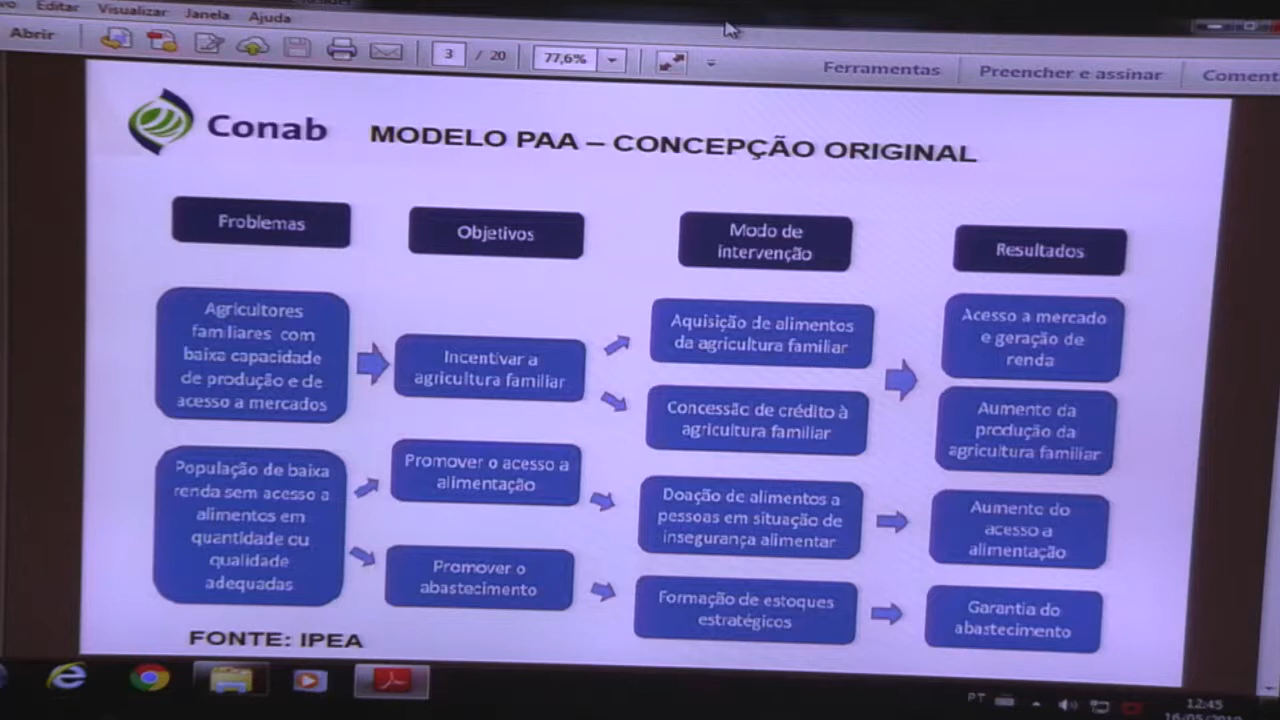 Editar Visualizar Janela Ajuda
Abrir
3 / 20
77,6%
Ferramentas
Preencher e assinar
Coment
Conab
MODELO PAA – CONCEPÇÃO ORIGINAL
Problemas
Objetivos
Modo de
intervenção
Resultados
Agricultores
familiares com
baixa capacidade
de produção e de
acesso a mercados
Incentivar a
agricultura familiar
Aquisição de alimentos
da agricultura familiar
Concessão de crédito à
agricultura familiar
Acesso a mercado
e geração de
renda
Aumento da
produção da
agricultura familiar
População de baixa
renda sem acesso a
alimentos em
quantidade ou
qualidade
adequadas
Promover o acesso a
alimentação
Promover o
abastecimento
Doação de alimentos a
pessoas em situação de
insegurança alimentar
Formação de estoques
estratégicos
Aumento do
acesso a
alimentação
Garantia do
abastecimento
FONTE: IPEA
PT
12:45